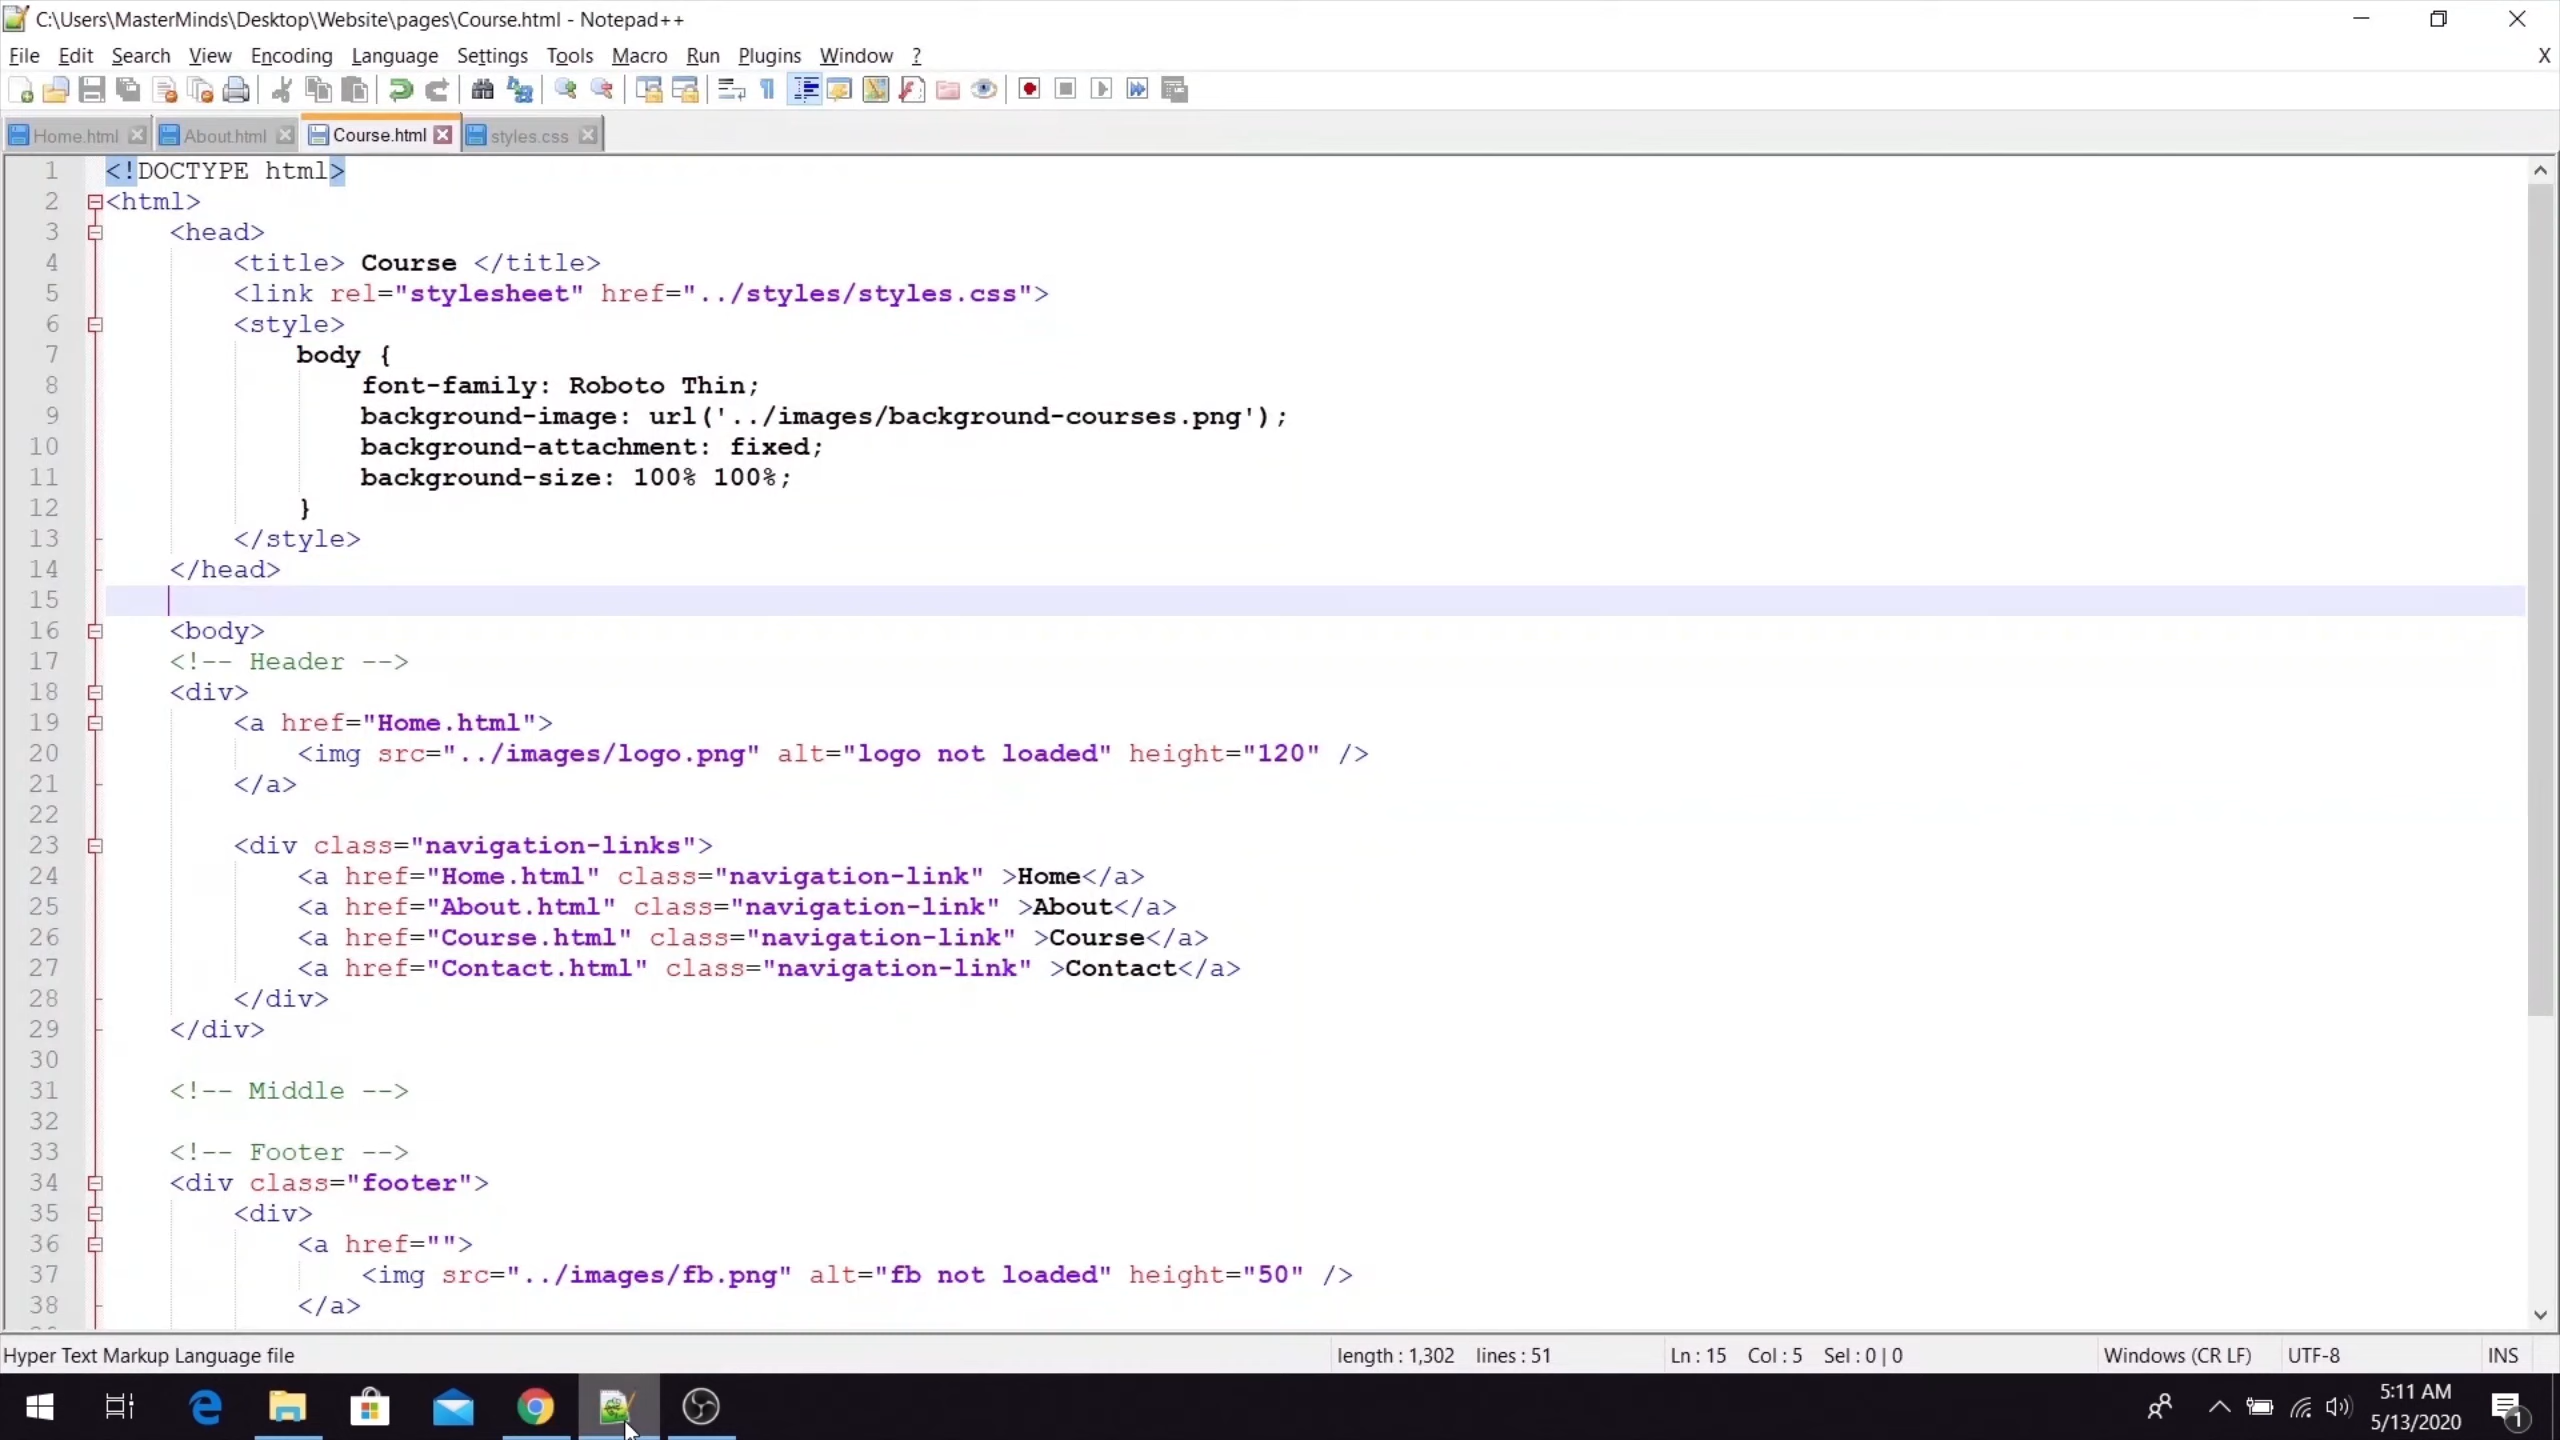 C:\Users\MasterMinds\Desktop\Website\pages\Course.html - Notepad++
File Edit Search View Encoding Language Settings Tools Macro Run Plugins Window ? X
Home.html About.html Course.html styles.css
1 <!DOCTYPE html>
2 <html>
3 <head>
4 <title> Course </title>
5 <link rel="stylesheet" href="../styles/styles.css">
6 <style>
7 body {
8 font-family: Roboto Thin;
9 background-image: url('../images/background-courses.png');
10 background-attachment: fixed;
11 background-size: 100% 100%;
12 }
13 </style>
14 </head>
15
16 <body>
17 <!-- Header -->
18 <div>
19 <a href="Home.html">
20 <img src="../images/logo.png" alt="logo not loaded" height="120" />
21 </a>
22
23 <div class="navigation-links">
24 <a href="Home.html" class="navigation-link" >Home</a>
25 <a href="About.html" class="navigation-link" >About</a>
26 <a href="Course.html" class="navigation-link" >Course</a>
27 <a href="Contact.html" class="navigation-link" >Contact</a>
28 </div>
29 </div>
30
31 <!-- Middle -->
32
33 <!-- Footer -->
34 <div class="footer">
35 <div>
36 <a href="">
37 <img src="../images/fb.png" alt="fb not loaded" height="50" />
38 </a>
Hyper Text Markup Language file length : 1,302 lines : 51 Ln : 15 Col : 5 Sel : 0 | 0 Windows (CR LF) UTF-8 INS
5:11 AM
5/13/2020
1